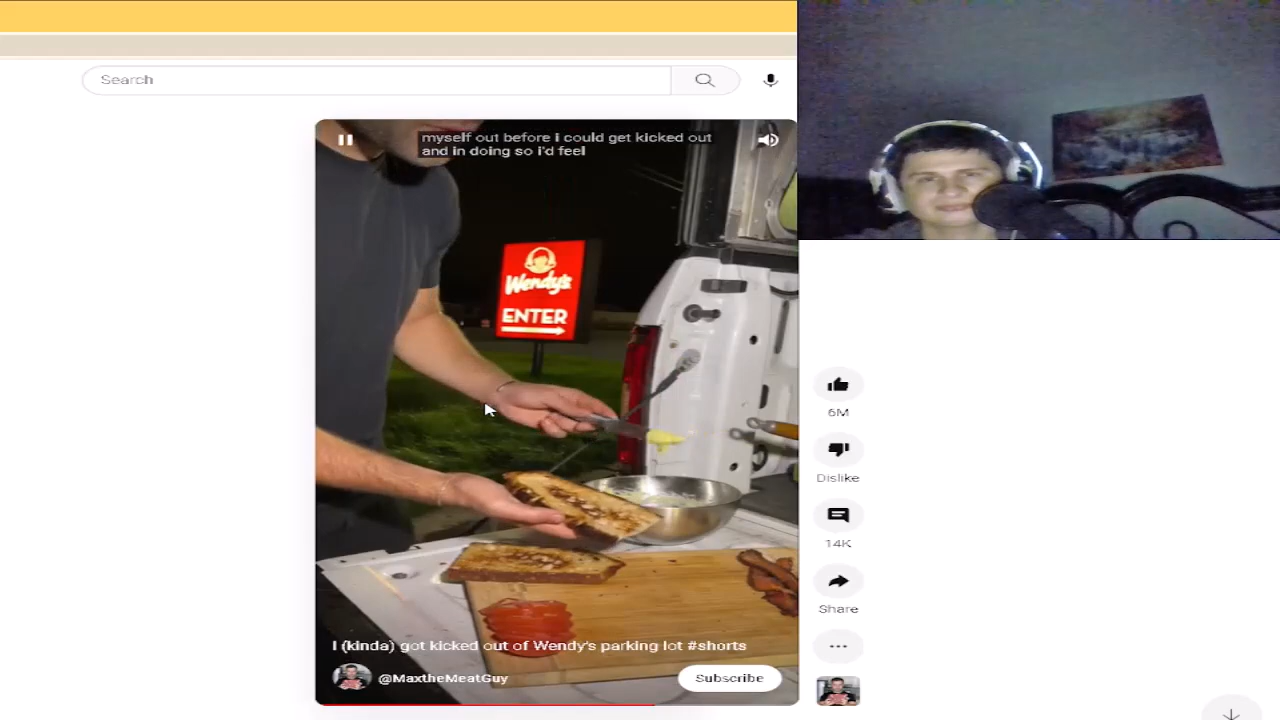 Search
myself out before i could get kicked out
and in doing so i'd feel
Wendy's
ENTER
6M
Dislike
14K
Share
I (kinda) got kicked out of Wendy's parking lot #shorts
@MaxtheMeatGuy
Subscribe